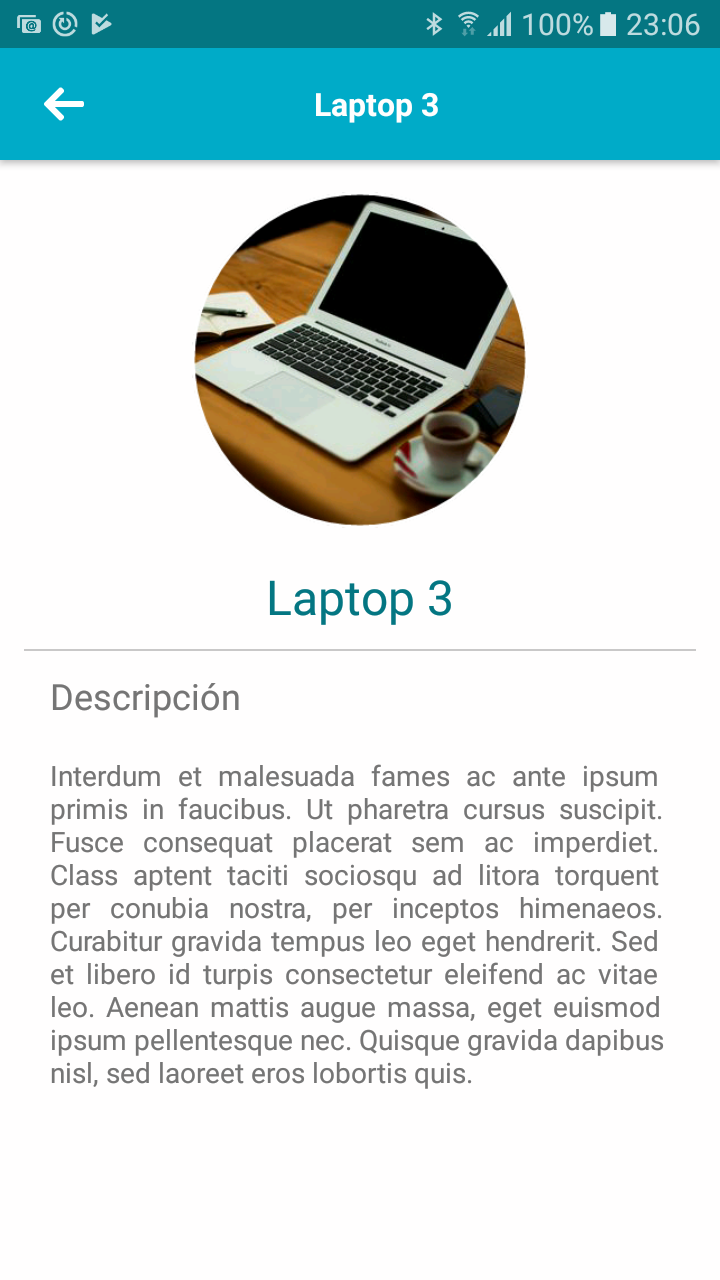 100% 23:06
Laptop 3
Laptop 3
Descripción
Interdum et malesuada fames ac ante ipsum
primis in faucibus. Ut pharetra cursus suscipit.
Fusce consequat placerat sem ac imperdiet.
Class aptent taciti sociosqu ad litora torquent
per conubia nostra, per inceptos himenaeos.
Curabitur gravida tempus leo eget hendrerit. Sed
et libero id turpis consectetur eleifend ac vitae
leo. Aenean mattis augue massa, eget euismod
ipsum pellentesque nec. Quisque gravida dapibus
nisl, sed laoreet eros lobortis quis.